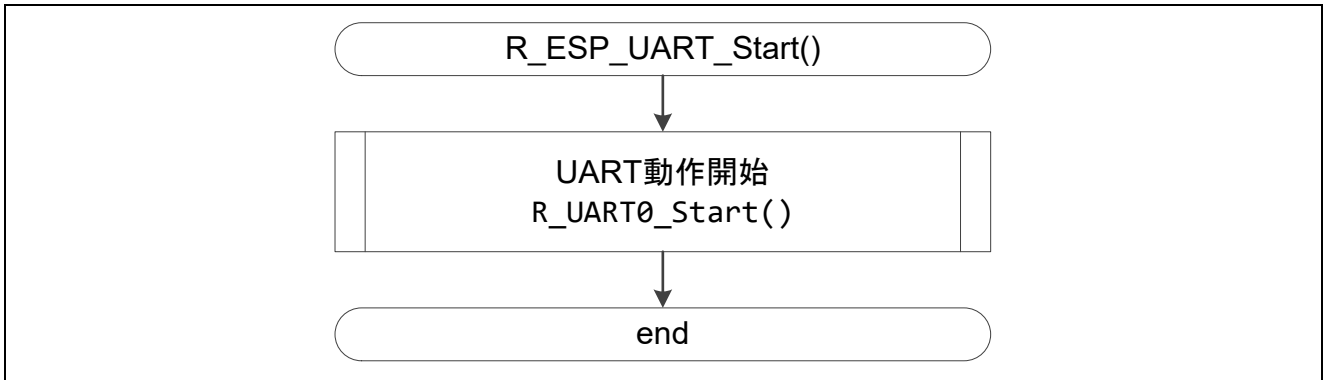 R_ESP_UART_Start()
UART動作開始
R_UART0_Start()
end